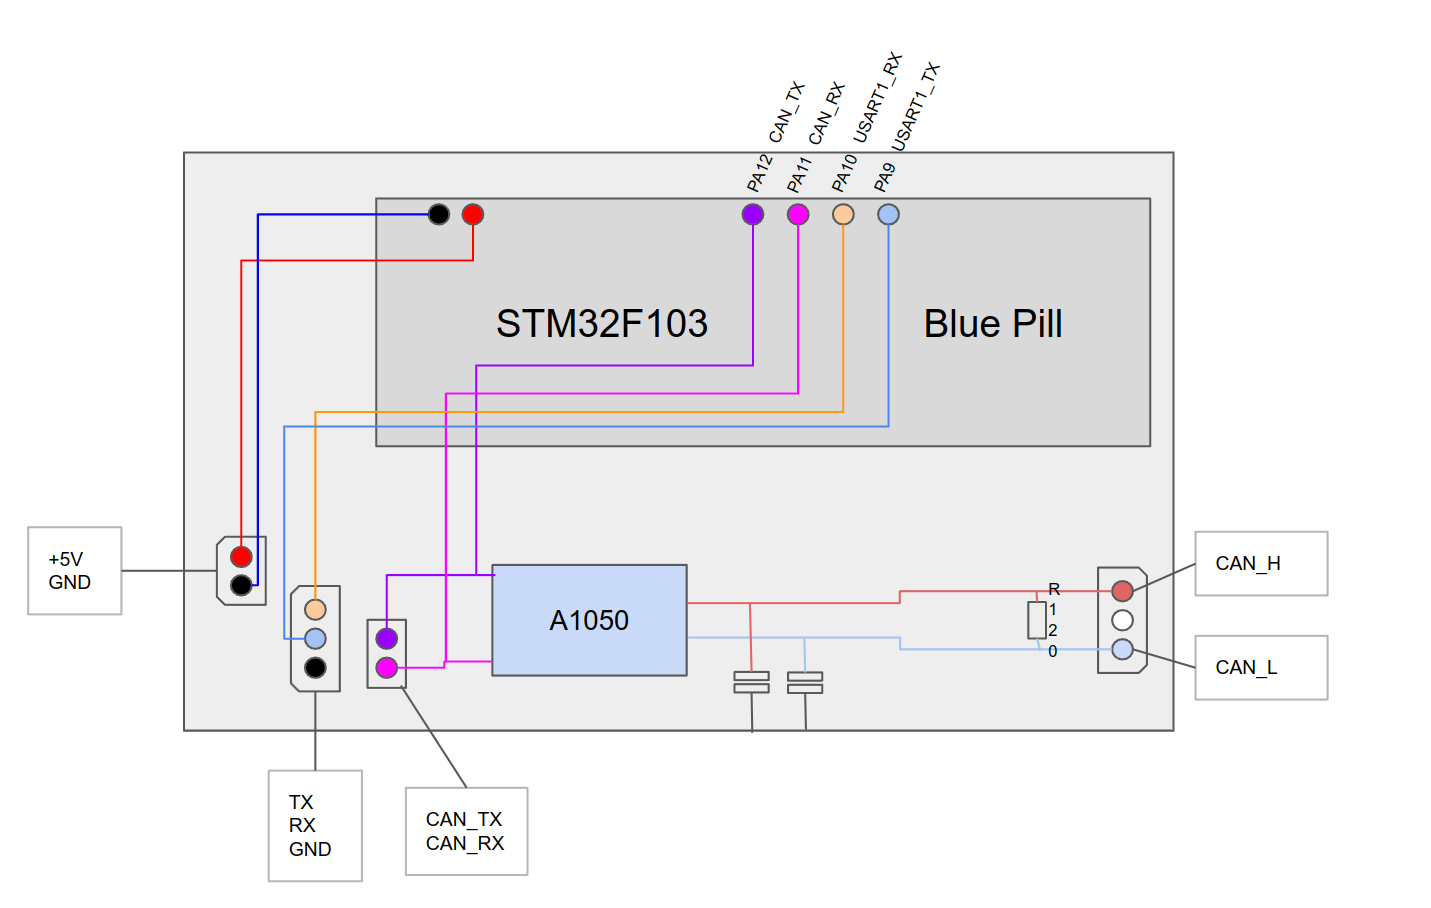 CAN_TX
CAN_RX
USART1_RX
USART1_TX
PA12
PA11
PA10
PA9
STM32F103
Blue Pill
+5V
GND
A1050
R
1
2
0
CAN_H
CAN_L
TX
RX
GND
CAN_TX
CAN_RX